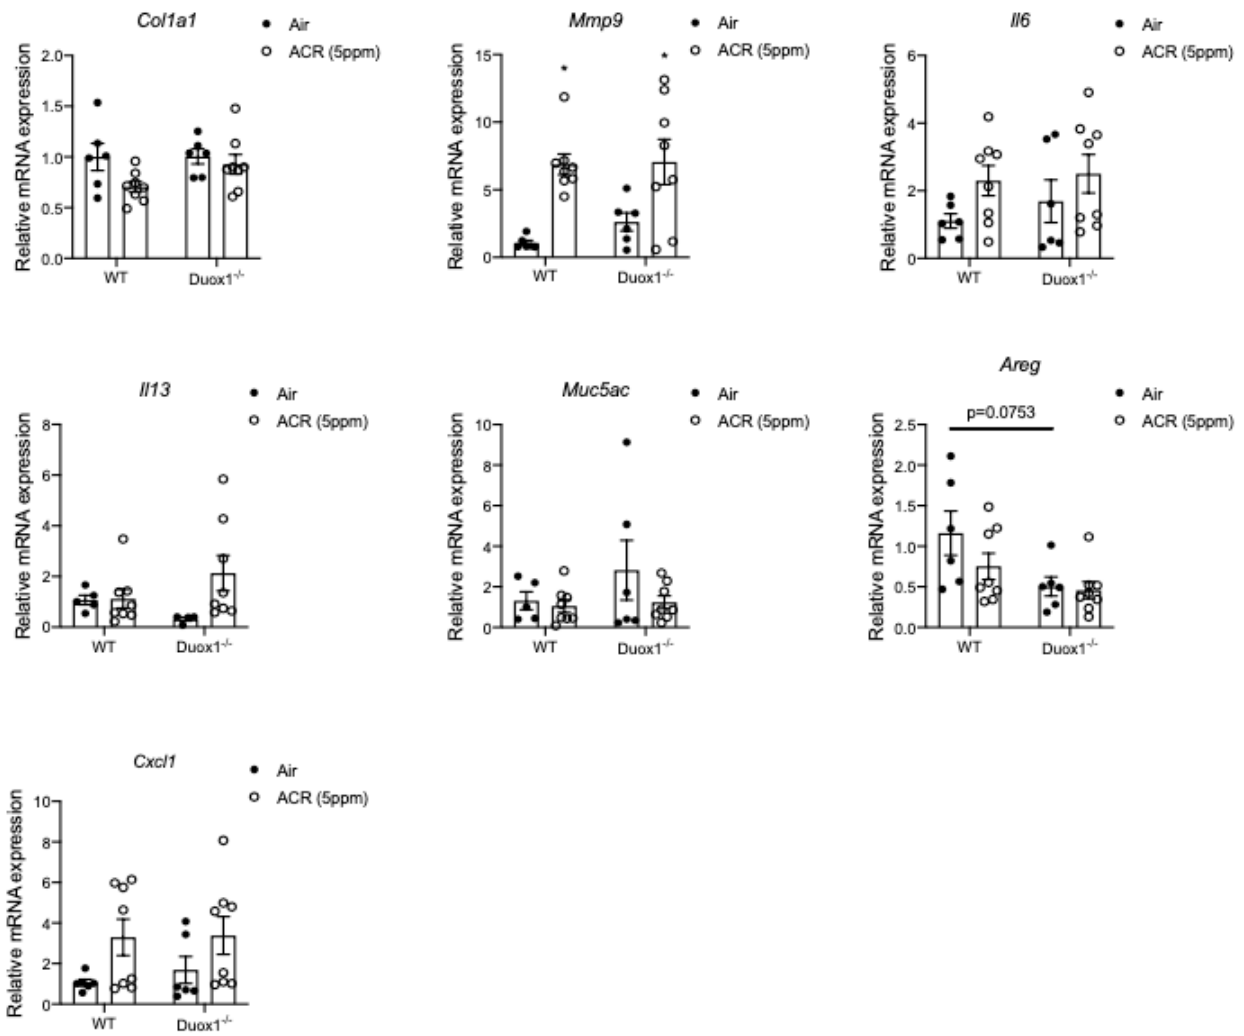 Col1a1
Air
ACR (5ppm)
Relative mRNA expression
2.0
1.5
1.0
0.5
0.0
WT
Duox1-/-
Mmp9
Air
ACR (5ppm)
*
*
Relative mRNA expression
15
10
5
0
WT
Duox1-/-
Il6
Air
ACR (5ppm)
Relative mRNA expression
6
4
2
0
WT
Duox1-/-
Il13
Air
ACR (5ppm)
Relative mRNA expression
8
6
4
2
0
WT
Duox1-/-
Muc5ac
Air
ACR (5ppm)
Relative mRNA expression
10
8
6
4
2
0
WT
Duox1-/-
Areg
Air
ACR (5ppm)
p=0.0753
Relative mRNA expression
2.5
2.0
1.5
1.0
0.5
0.0
WT
Duox1-/-
Cxcl1
Air
ACR (5ppm)
Relative mRNA expression
10
8
6
4
2
0
WT
Duox1-/-